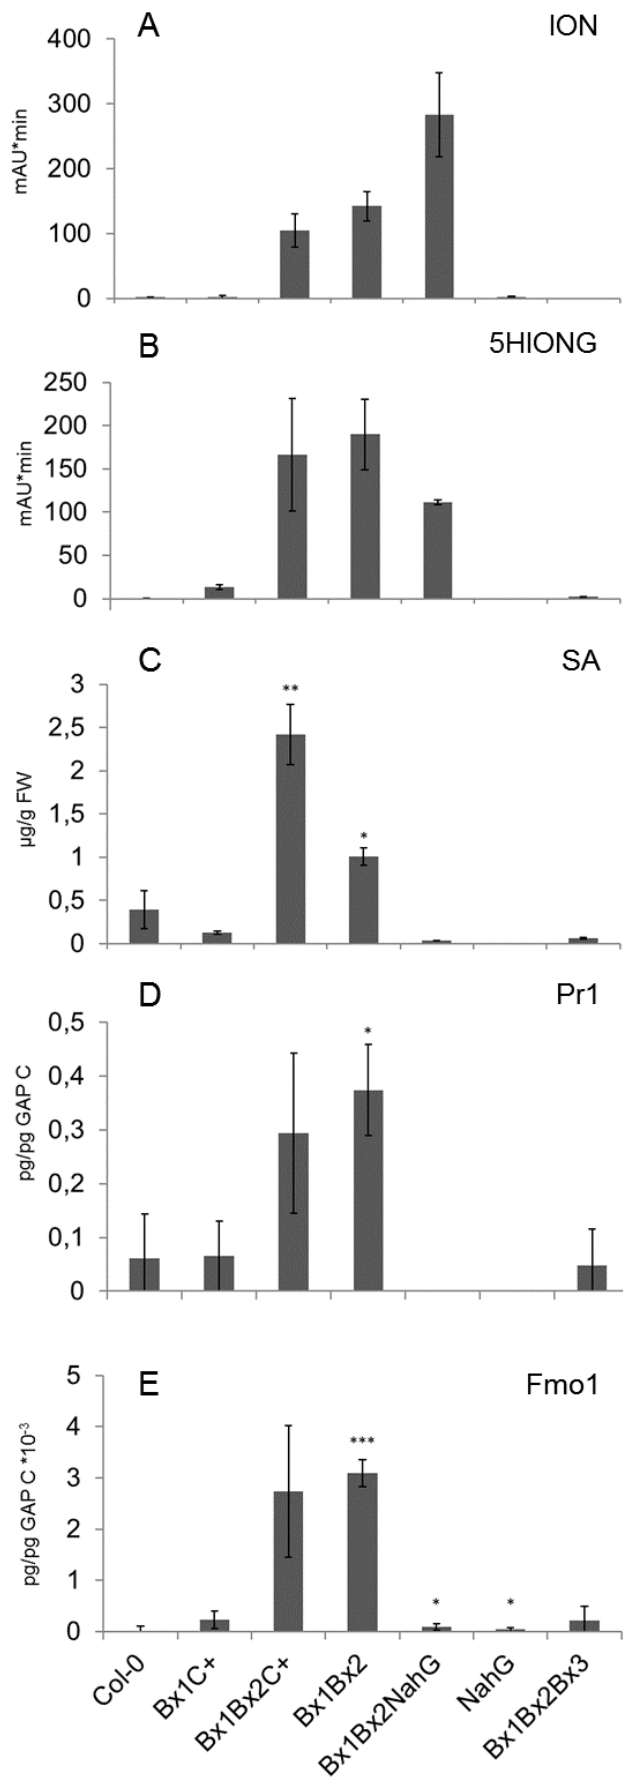 A ION
400
300
200
100
0
mAU*min
B 5HIONG
250
200
150
100
50
0
mAU*min
C SA
3
2,5
2
1,5
1
0,5
0
µg/g FW
**
*
D Pr1
0,5
0,4
0,3
0,2
0,1
0
pg/pg GAP C
*
E Fmo1
5
4
3
2
1
0
pg/pg GAP C *10⁻³
***
*
*
Col-0
Bx1C+
Bx1Bx2C+
Bx1Bx2
Bx1Bx2NahG
NahG
Bx1Bx2Bx3